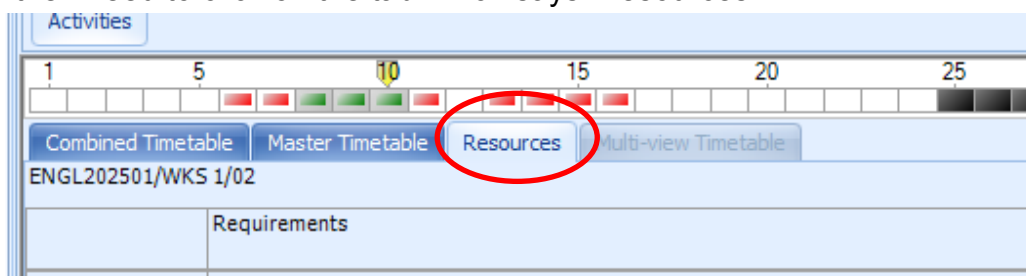 Activities
1 5 10 15 20 25
Combined Timetable Master Timetable Resources Multi-view Timetable
ENGL202501/WKS 1/02
Requirements